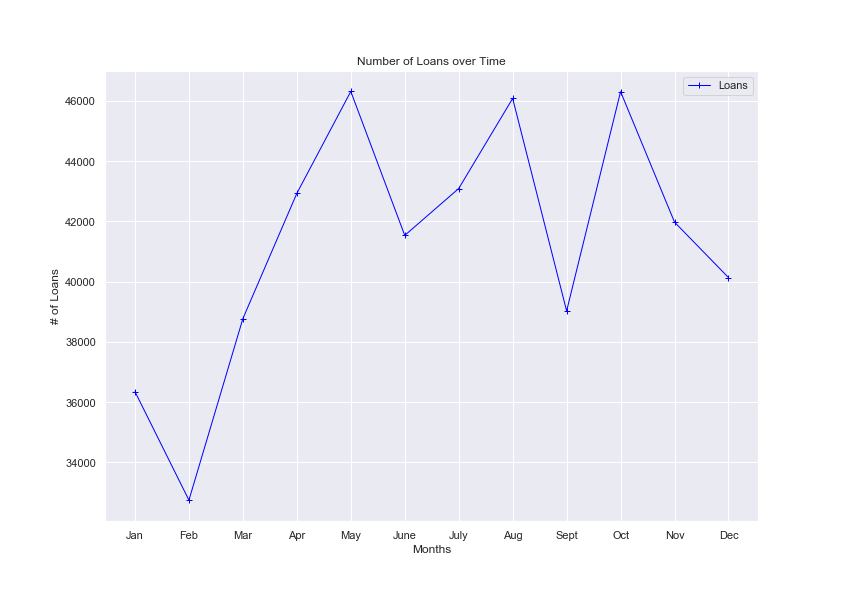 Number of Loans over Time
Loans
46000
44000
42000
40000
38000
36000
34000
# of Loans
Jan Feb Mar Apr May June July Aug Sept Oct Nov Dec
Months